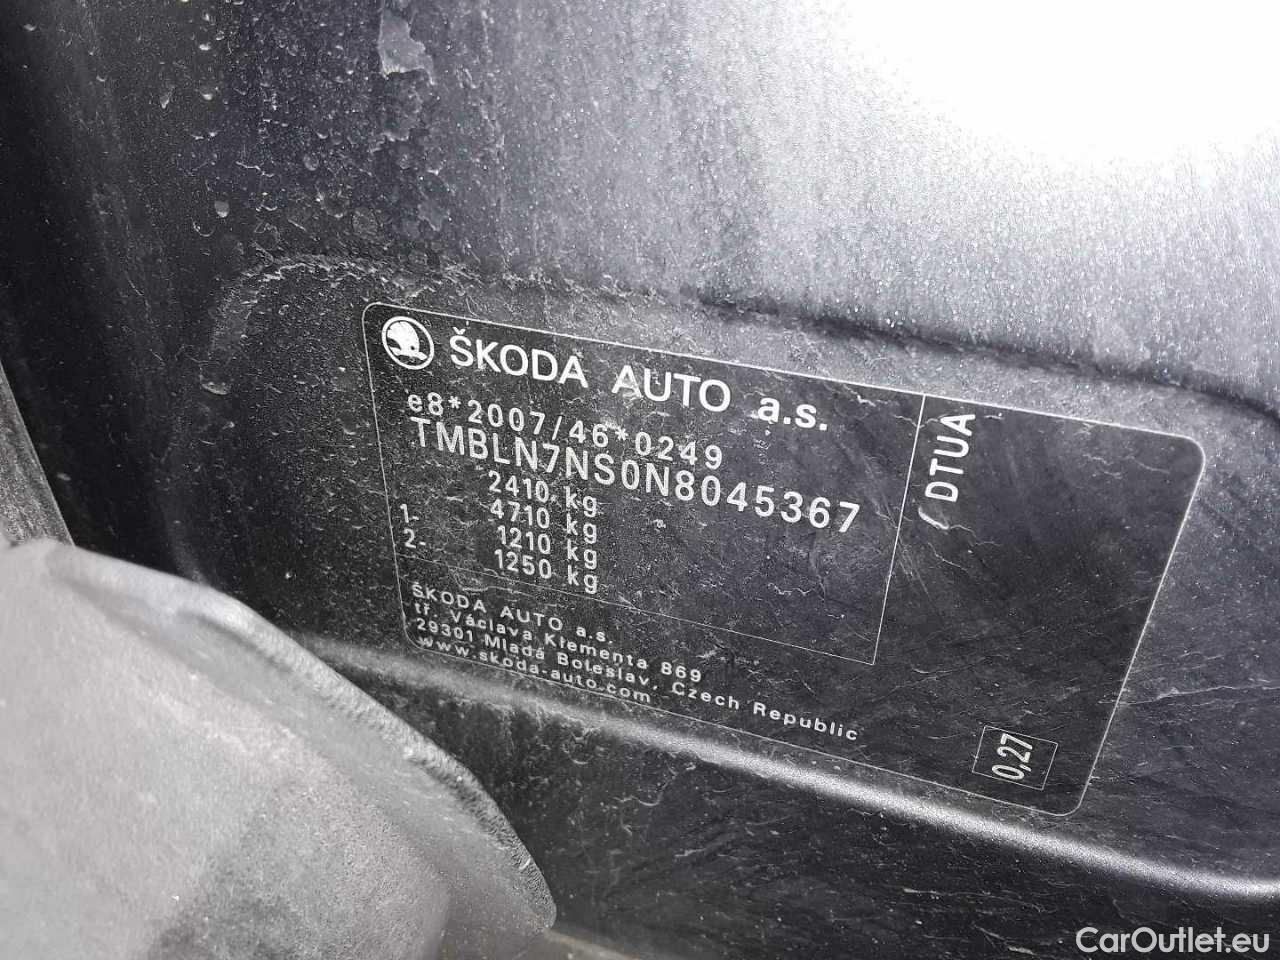 ŠKODA AUTO a.s.
e8*2007/46*0249
TMBLN7NS0N8045367
2410 kg
4710 kg
1- 1210 kg
2- 1250 kg
ŠKODA AUTO a.s.
tř. Václava Klementa 869
29301 Mladá Boleslav, Czech Republic
www.skoda-auto.com
/ DTUA
0,27
CarOutlet.eu